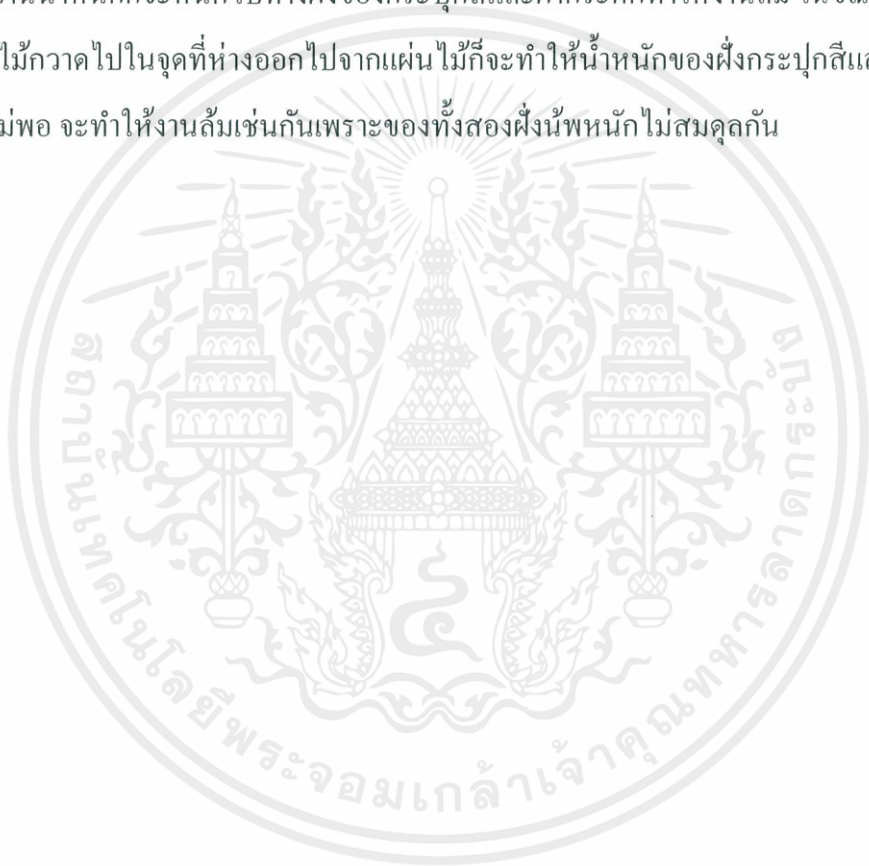 ไม้กวาดไปในจุดที่ห่างออกไปจากแผ่นไม้ก็จะทำให้น้ำหนักของฝั่งกระปุกสีและ
ม่พอ จะทำให้งานล้มเช่นกันเพราะของทั้งสองฝั่งน้พหนักไม่สมดุลกัน
สถาบันเทคโนโลยีพระจอมเกล้าเจ้าคุณทหารลาดกระบัง